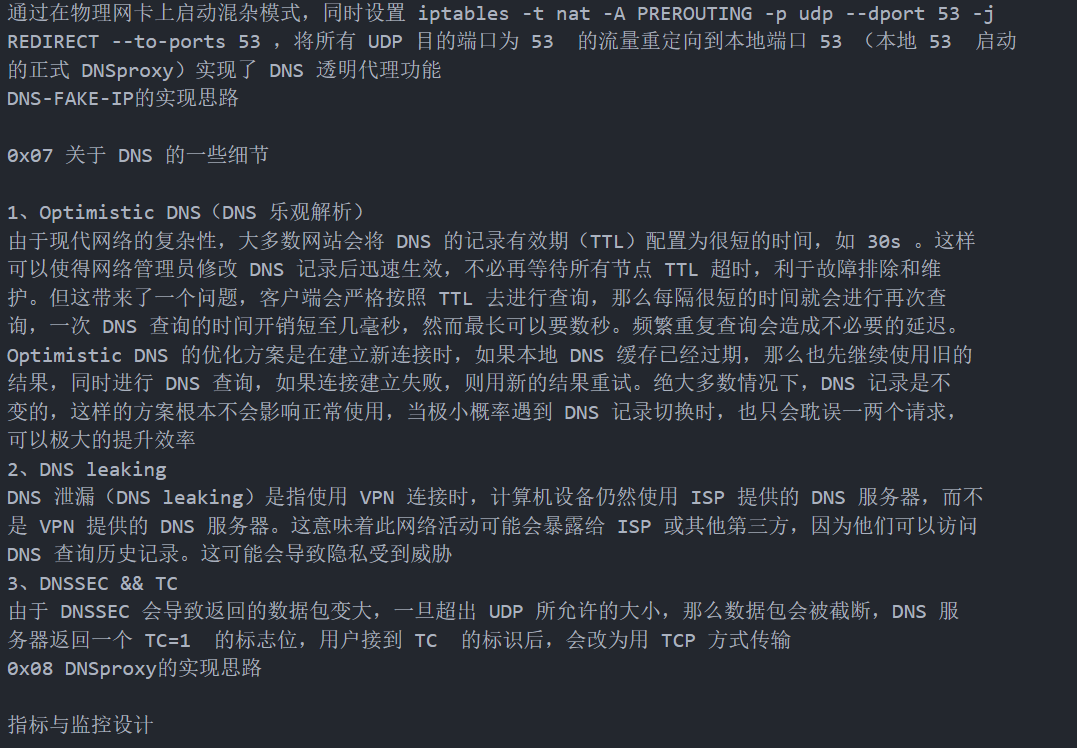 通过在物理网卡上启动混杂模式，同时设置 iptables -t nat -A PREROUTING -p udp --dport 53 -j
REDIRECT --to-ports 53 ，将所有 UDP 目的端口为 53  的流量重定向到本地端口 53 （本地 53  启动
的正式 DNSproxy）实现了 DNS 透明代理功能
DNS-FAKE-IP的实现思路
0x07 关于 DNS 的一些细节
1、Optimistic DNS（DNS 乐观解析）
由于现代网络的复杂性，大多数网站会将 DNS 的记录有效期（TTL）配置为很短的时间，如 30s 。这样
可以使得网络管理员修改 DNS 记录后迅速生效，不必再等待所有节点 TTL 超时，利于故障排除和维
护。但这带来了一个问题，客户端会严格按照 TTL 去进行查询，那么每隔很短的时间就会进行再次查
询，一次 DNS 查询的时间开销短至几毫秒，然而最长可以要数秒。频繁重复查询会造成不必要的延迟。
Optimistic DNS 的优化方案是在建立新连接时，如果本地 DNS 缓存已经过期，那么也先继续使用旧的
结果，同时进行 DNS 查询，如果连接建立失败，则用新的结果重试。绝大多数情况下，DNS 记录是不
变的，这样的方案根本不会影响正常使用，当极小概率遇到 DNS 记录切换时，也只会耽误一两个请求，
可以极大的提升效率
2、DNS leaking
DNS 泄漏（DNS leaking）是指使用 VPN 连接时，计算机设备仍然使用 ISP 提供的 DNS 服务器，而不
是 VPN 提供的 DNS 服务器。这意味着此网络活动可能会暴露给 ISP 或其他第三方，因为他们可以访问
DNS 查询历史记录。这可能会导致隐私受到威胁
3、DNSSEC && TC
由于 DNSSEC 会导致返回的数据包变大，一旦超出 UDP 所允许的大小，那么数据包会被截断，DNS 服
务器返回一个 TC=1  的标志位，用户接到 TC  的标识后，会改为用 TCP 方式传输
0x08 DNSproxy的实现思路
指标与监控设计